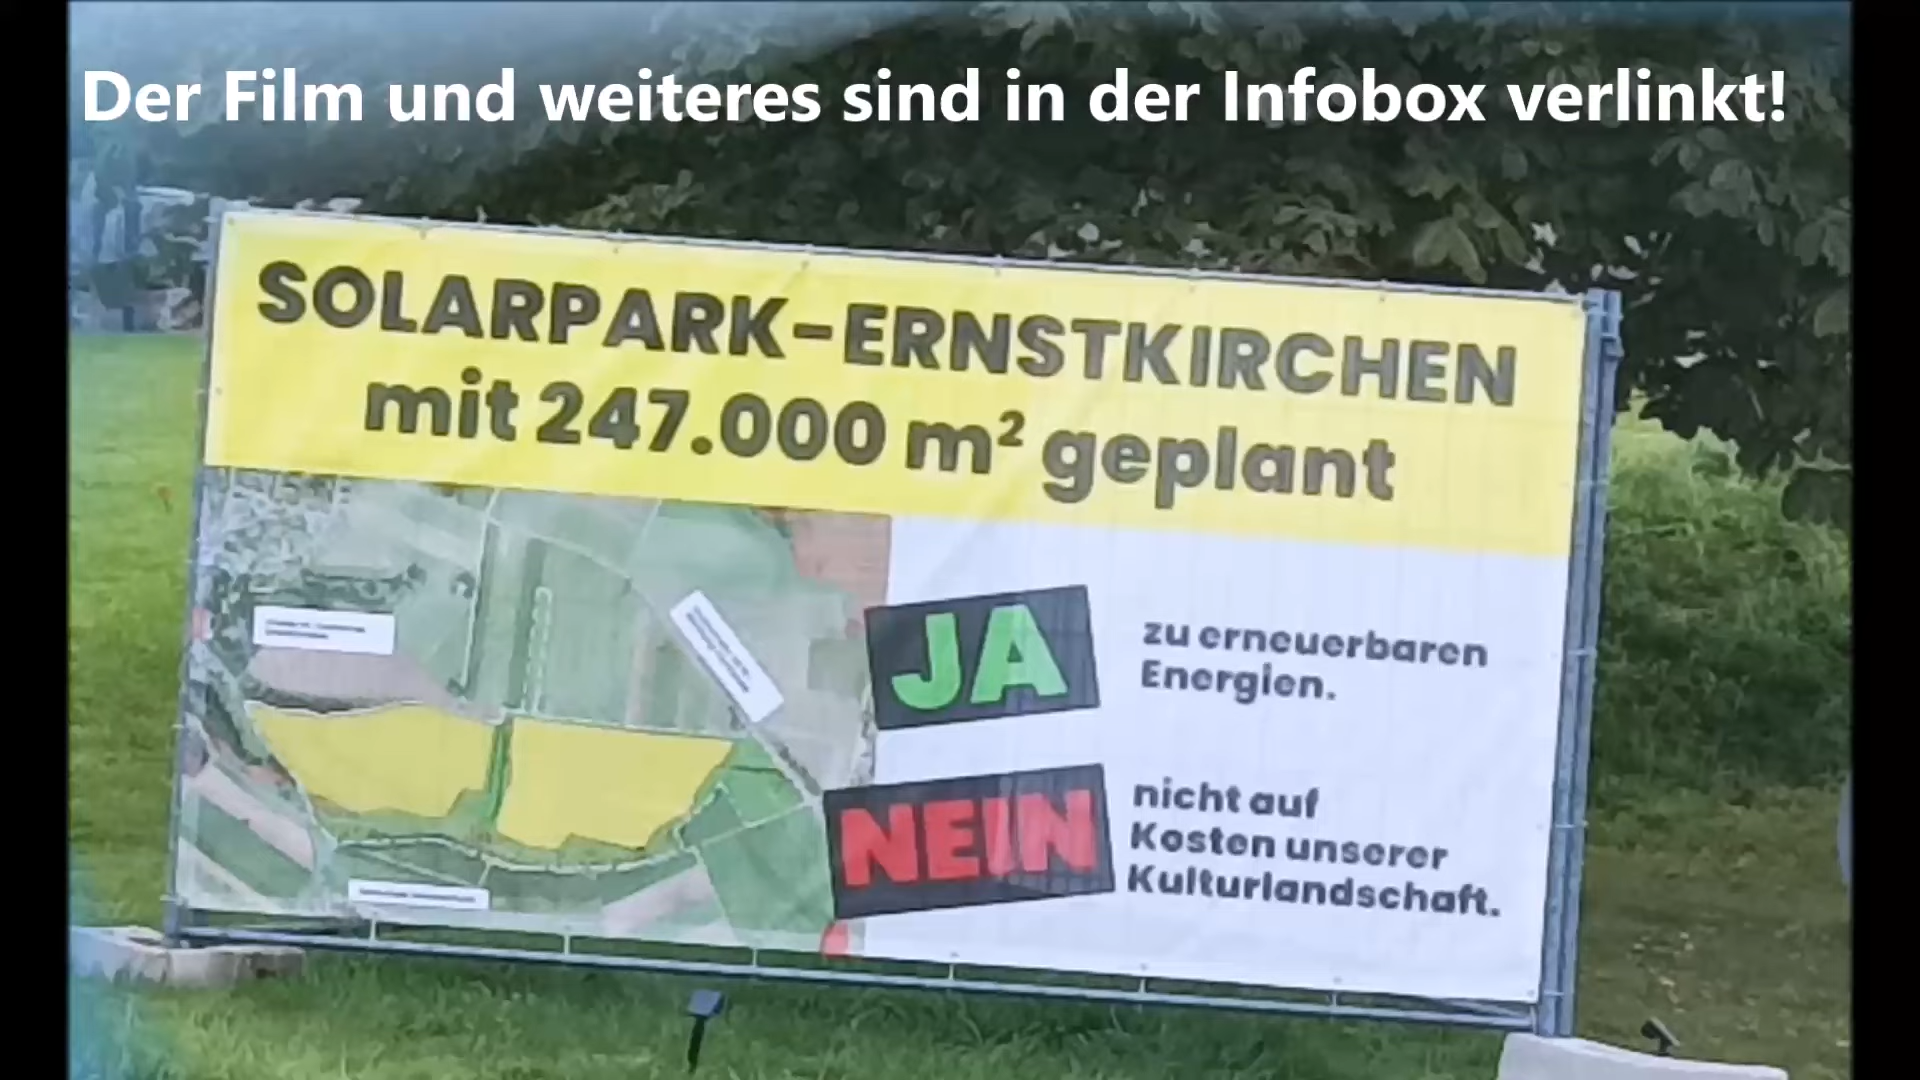 Der Film und weiteres sind in der Infobox verlinkt!
SOLARPARK-ERNSTKIRCHEN
mit 247.000 m² geplant
JA
zu erneuerbaren
Energien.
NEIN
nicht auf
Kosten unserer
Kulturlandschaft.